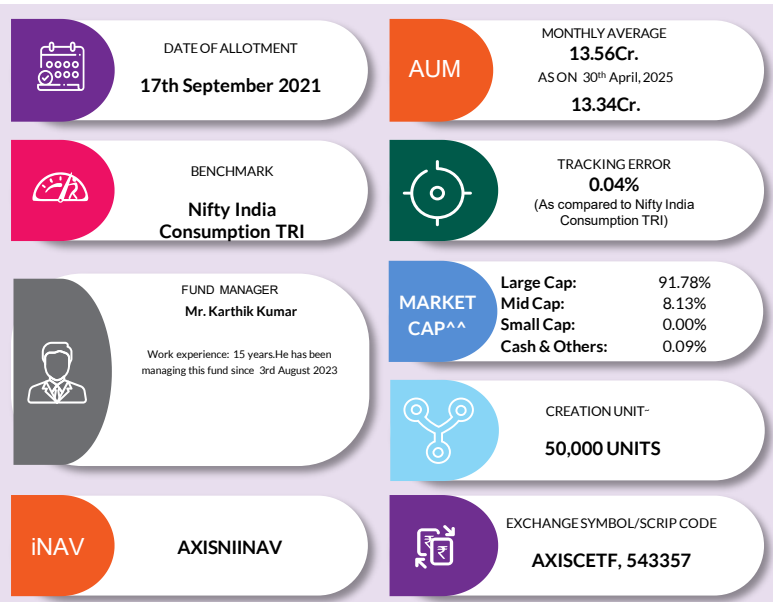 DATE OF ALLOTMENT
17th September 2021
AUM
MONTHLY AVERAGE
13.56Cr.
AS ON 30th April, 2025
13.34Cr.
BENCHMARK
Nifty India
Consumption TRI
TRACKING ERROR
0.04%
(As compared to Nifty India
Consumption TRI)
FUND MANAGER
Mr. Karthik Kumar
Work experience: 15 years.He has been
managing this fund since 3rd August 2023
MARKET
CAP^^
Large Cap: 91.78%
Mid Cap: 8.13%
Small Cap: 0.00%
Cash & Others: 0.09%
CREATION UNIT~
50,000 UNITS
iNAV
AXISNIINAV
₹
₹
EXCHANGE SYMBOL/SCRIP CODE
AXISCETF, 543357